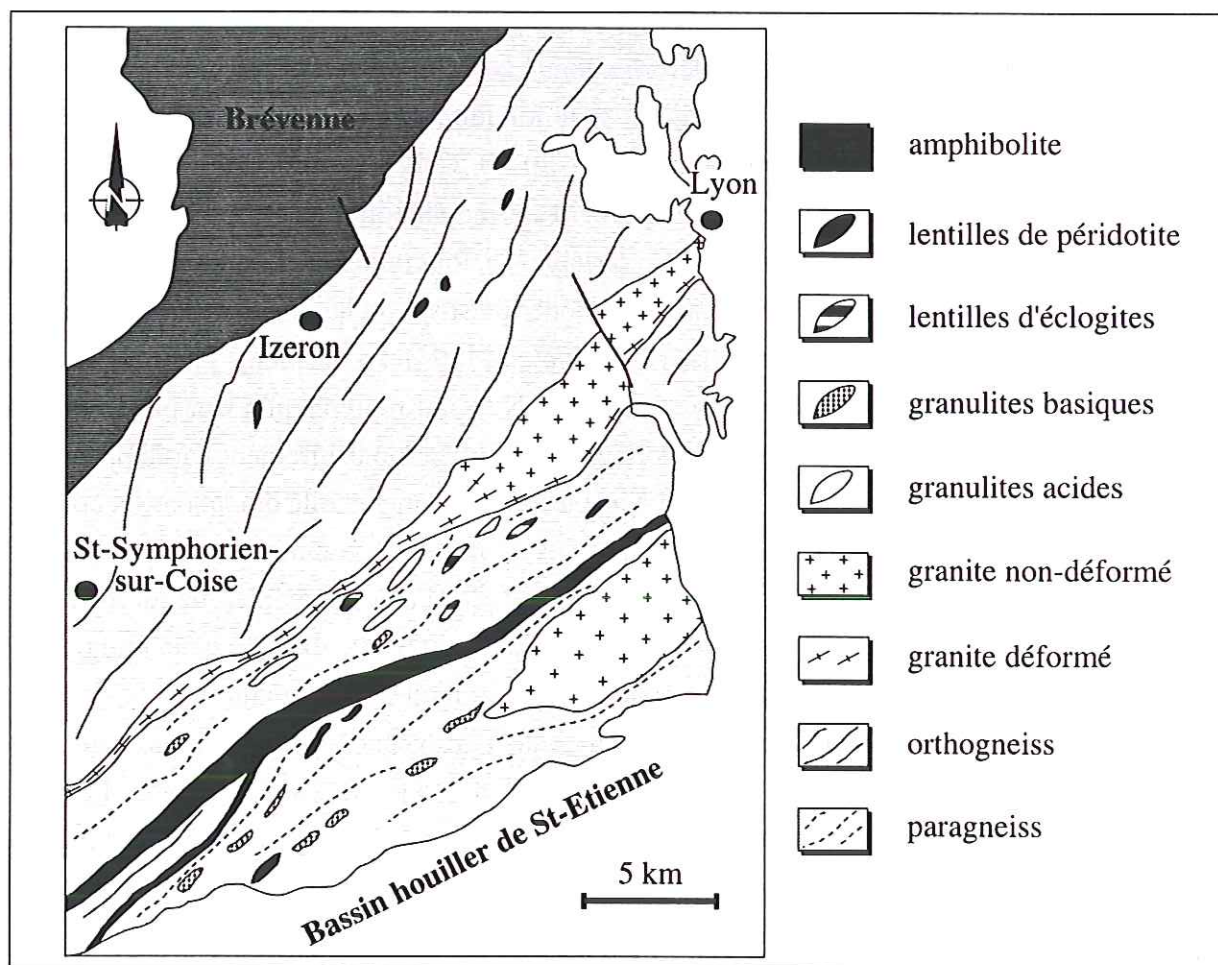 Brévenne
N
Lyon
Izeron
St-Symphorien-
sur-Coise
Bassin houiller de St-Etienne
5 km
amphibolite
lentilles de péridotite
lentilles d'éclogites
granulites basiques
granulites acides
granite non-déformé
granite déformé
orthogneiss
paragneiss